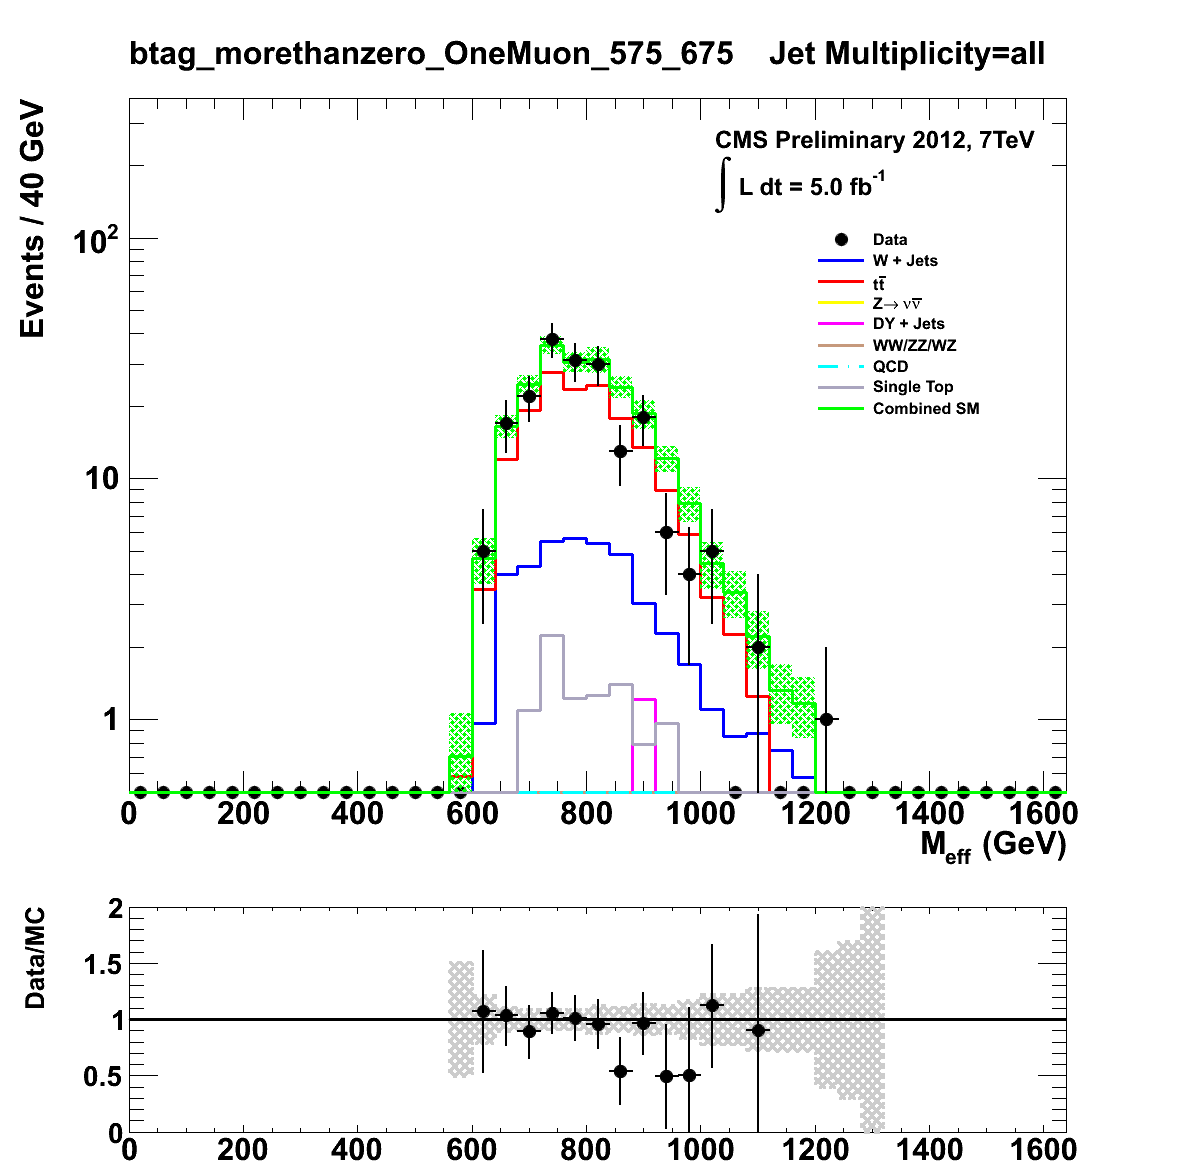 btag_morethanzero_OneMuon_575_675 Jet Multiplicity=all
Events / 40 GeV
CMS Preliminary 2012, 7TeV
∫ L dt = 5.0 fb⁻¹
Data
W + Jets
tt̅
Z→ νν̅
DY + Jets
WW/ZZ/WZ
QCD
Single Top
Combined SM
10²
10
1
0 200 400 600 800 1000 1200 1400 1600
M_eff (GeV)
Data/MC
2
1.5
1
0.5
0
0 200 400 600 800 1000 1200 1400 1600